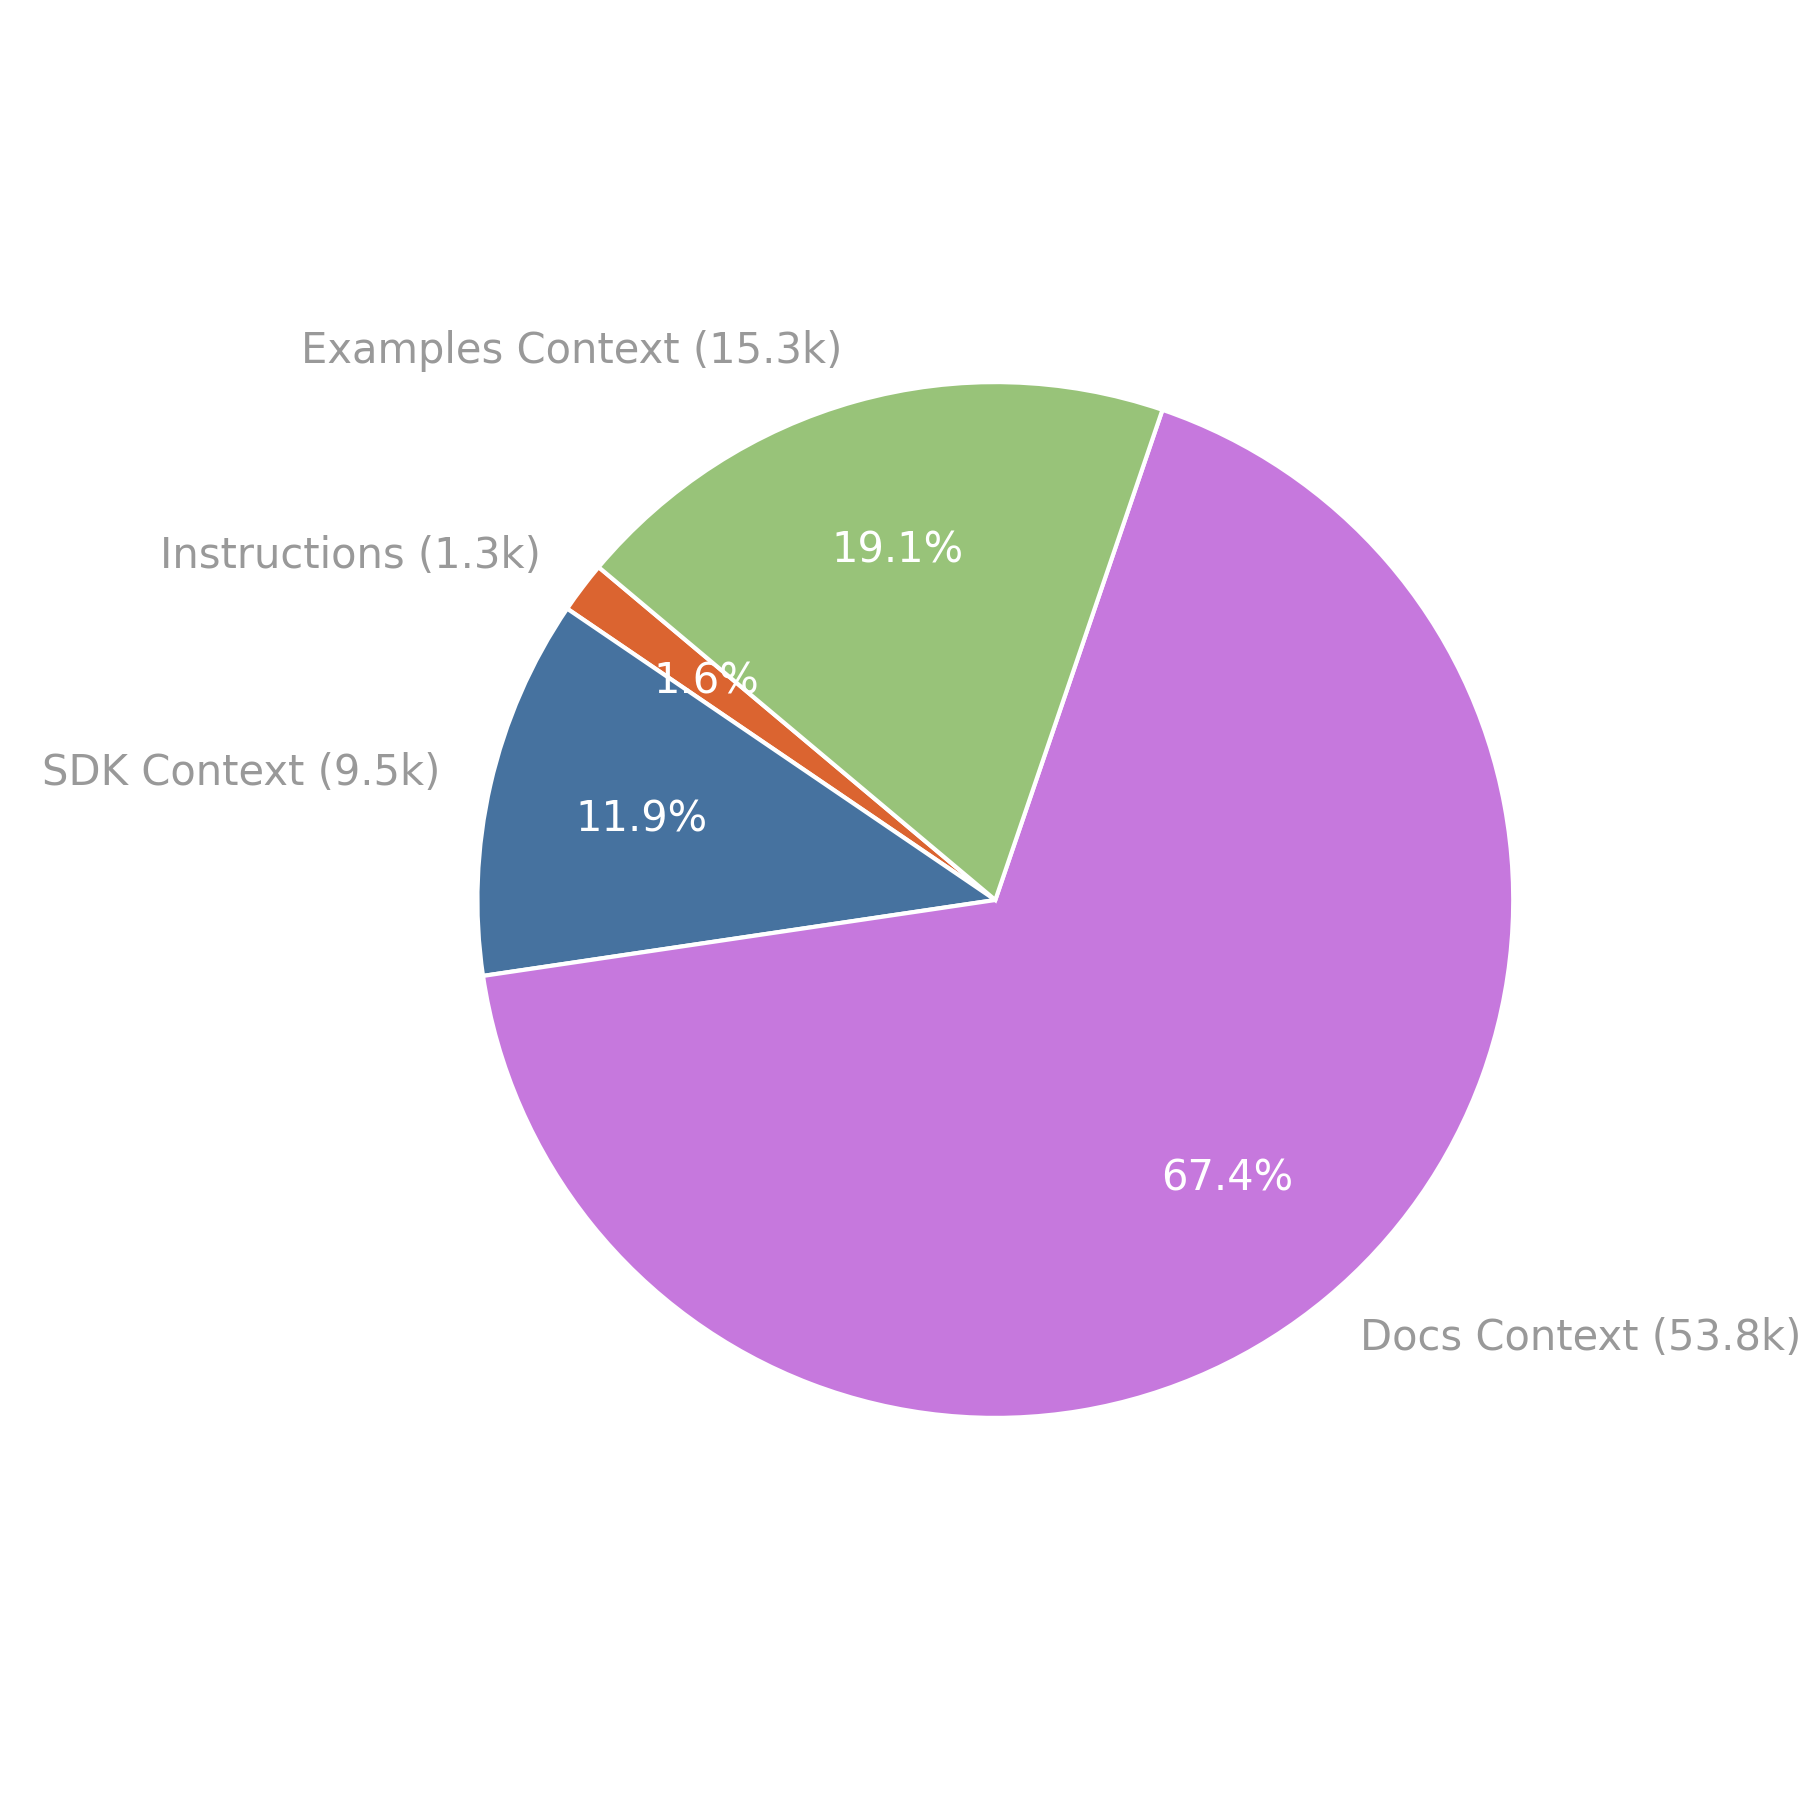 Examples Context (15.3k)
19.1%
Instructions (1.3k)
1.6%
SDK Context (9.5k)
11.9%
67.4%
Docs Context (53.8k)